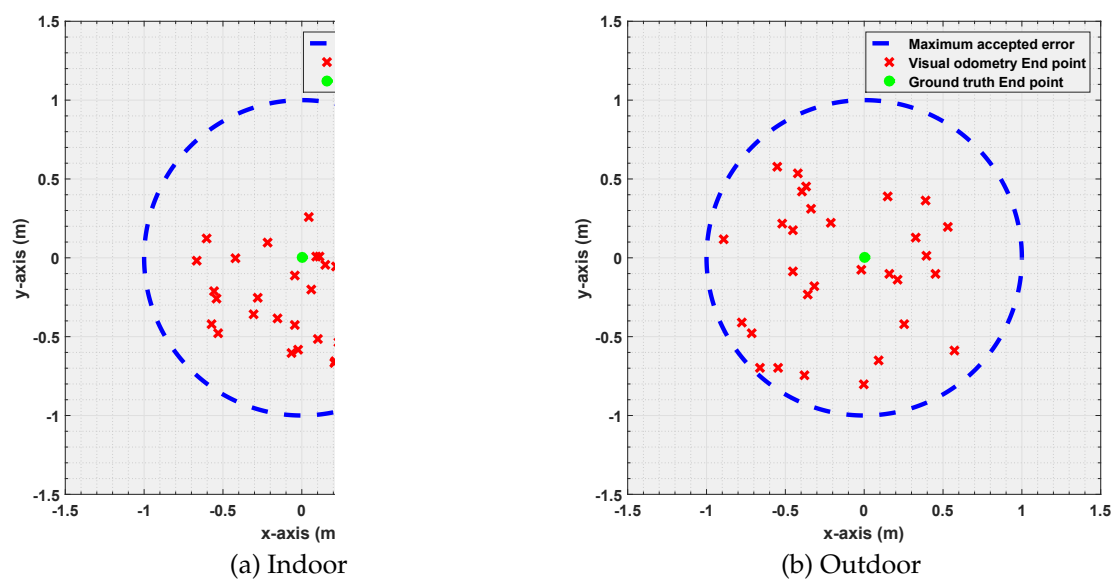 1.5
1
0.5
0
-0.5
-1
-1.5
-1.5
-1
-0.5
0
y-axis (m)
x-axis (m
(a) Indoor
1.5
1
0.5
0
-0.5
-1
-1.5
-1.5
-1
-0.5
0
0.5
1
1.5
y-axis (m)
x-axis (m)
Maximum accepted error
Visual odometry End point
Ground truth End point
(b) Outdoor